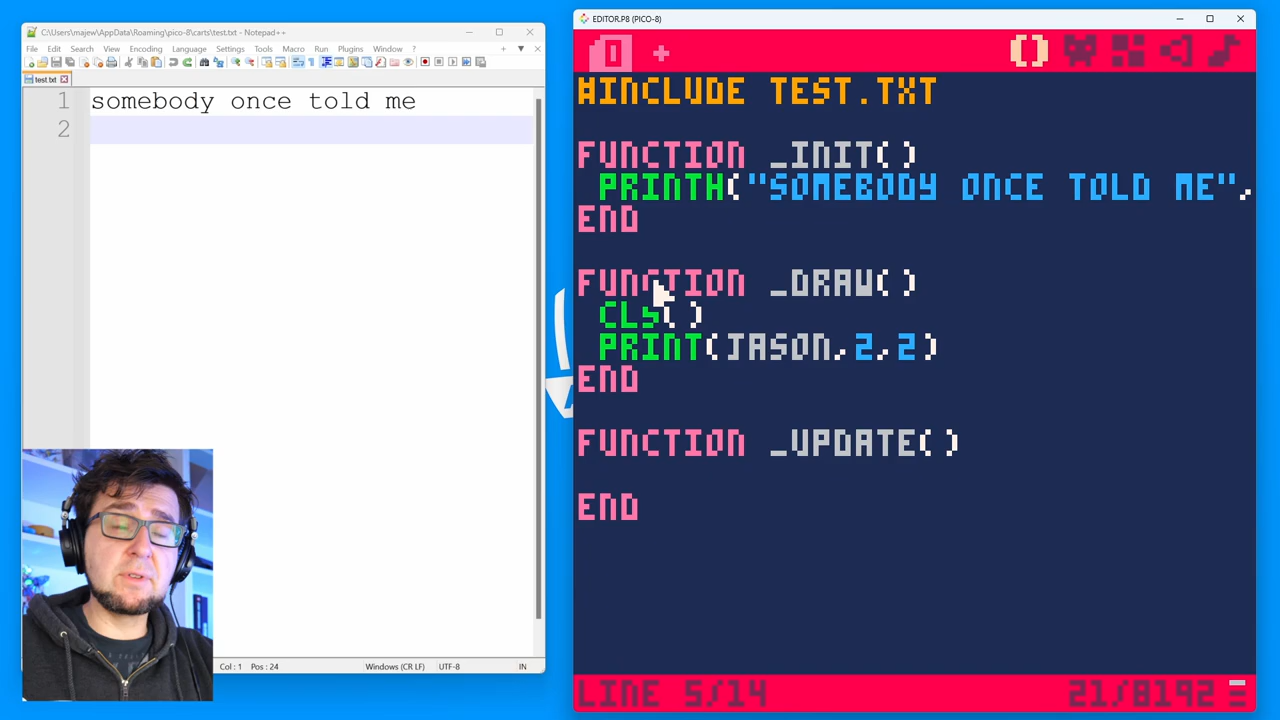 C:\Users\majew\AppData\Roaming\pico-8\carts\test.txt - Notepad++
File Edit Search View Encoding Language Settings Tools Macro Run Plugins Window ?
test.txt
1 somebody once told me
2
Col : 1 Pos : 24 Windows (CR LF) UTF-8 IN
EDITOR.P8 (PICO-8)
0 +
#INCLUDE TEST.TXT
FUNCTION _INIT()
PRINTH("SOMEBODY ONCE TOLD ME",
END
FUNCTION _DRAW()
CLS()
PRINT(JASON,2,2)
END
FUNCTION _UPDATE()
END
LINE 5/14 21/8192